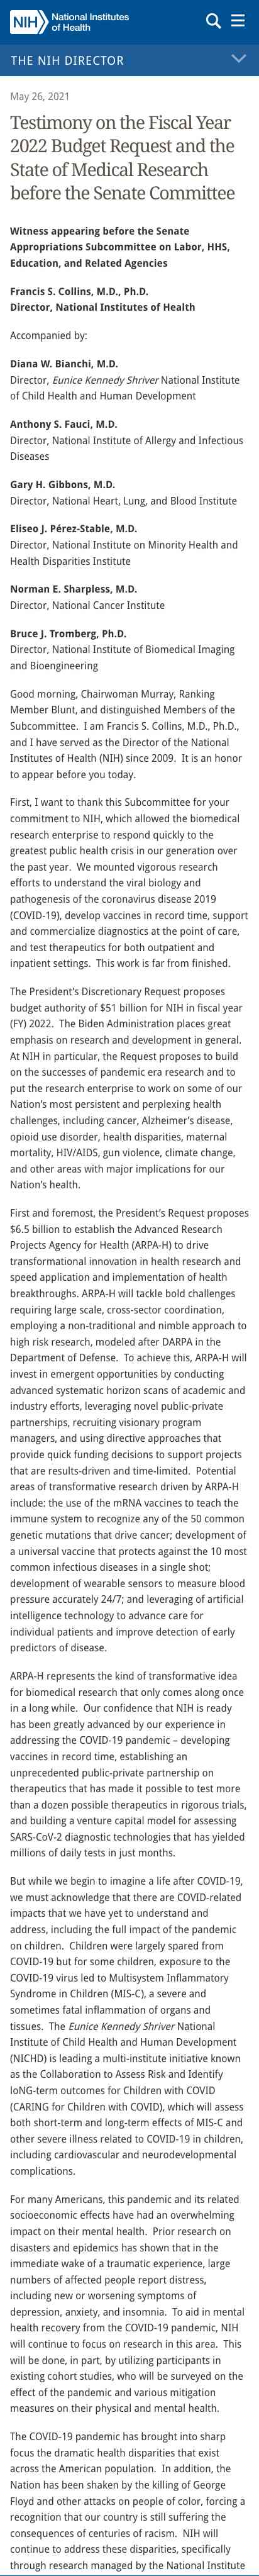 NIH National Institutes
of Health
THE NIH DIRECTOR
May 26, 2021
Testimony on the Fiscal Year
2022 Budget Request and the
State of Medical Research
before the Senate Committee
Witness appearing before the Senate
Appropriations Subcommittee on Labor, HHS,
Education, and Related Agencies
Francis S. Collins, M.D., Ph.D.
Director, National Institutes of Health
Accompanied by:
Diana W. Bianchi, M.D.
Director, Eunice Kennedy Shriver National Institute
of Child Health and Human Development
Anthony S. Fauci, M.D.
Director, National Institute of Allergy and Infectious
Diseases
Gary H. Gibbons, M.D.
Director, National Heart, Lung, and Blood Institute
Eliseo J. Pérez-Stable, M.D.
Director, National Institute on Minority Health and
Health Disparities Institute
Norman E. Sharpless, M.D.
Director, National Cancer Institute
Bruce J. Tromberg, Ph.D.
Director, National Institute of Biomedical Imaging
and Bioengineering
Good morning, Chairwoman Murray, Ranking
Member Blunt, and distinguished Members of the
Subcommittee. I am Francis S. Collins, M.D., Ph.D.,
and I have served as the Director of the National
Institutes of Health (NIH) since 2009. It is an honor
to appear before you today.
First, I want to thank this Subcommittee for your
commitment to NIH, which allowed the biomedical
research enterprise to respond quickly to the
greatest public health crisis in our generation over
the past year. We mounted vigorous research
efforts to understand the viral biology and
pathogenesis of the coronavirus disease 2019
(COVID-19), develop vaccines in record time, support
and commercialize diagnostics at the point of care,
and test therapeutics for both outpatient and
inpatient settings. This work is far from finished.
The President's Discretionary Request proposes
budget authority of $51 billion for NIH in fiscal year
(FY) 2022. The Biden Administration places great
emphasis on research and development in general.
At NIH in particular, the Request proposes to build
on the successes of pandemic era research and to
put the research enterprise to work on some of our
Nation's most persistent and perplexing health
challenges, including cancer, Alzheimer's disease,
opioid use disorder, health disparities, maternal
mortality, HIV/AIDS, gun violence, climate change,
and other areas with major implications for our
Nation's health.
First and foremost, the President's Request proposes
$6.5 billion to establish the Advanced Research
Projects Agency for Health (ARPA-H) to drive
transformational innovation in health research and
speed application and implementation of health
breakthroughs. ARPA-H will tackle bold challenges
requiring large scale, cross-sector coordination,
employing a non-traditional and nimble approach to
high risk research, modeled after DARPA in the
Department of Defense. To achieve this, ARPA-H will
invest in emergent opportunities by conducting
advanced systematic horizon scans of academic and
industry efforts, leveraging novel public-private
partnerships, recruiting visionary program
managers, and using directive approaches that
provide quick funding decisions to support projects
that are results-driven and time-limited. Potential
areas of transformative research driven by ARPA-H
include: the use of the mRNA vaccines to teach the
immune system to recognize any of the 50 common
genetic mutations that drive cancer; development of
a universal vaccine that protects against the 10 most
common infectious diseases in a single shot;
development of wearable sensors to measure blood
pressure accurately 24/7; and leveraging of artificial
intelligence technology to advance care for
individual patients and improve detection of early
predictors of disease.
ARPA-H represents the kind of transformative idea
for biomedical research that only comes along once
in a long while. Our confidence that NIH is ready
has been greatly advanced by our experience in
addressing the COVID-19 pandemic – developing
vaccines in record time, establishing an
unprecedented public-private partnership on
therapeutics that has made it possible to test more
than a dozen possible therapeutics in rigorous trials,
and building a venture capital model for assessing
SARS-CoV-2 diagnostic technologies that has yielded
millions of daily tests in just months.
But while we begin to imagine a life after COVID-19,
we must acknowledge that there are COVID-related
impacts that we have yet to understand and
address, including the full impact of the pandemic
on children. Children were largely spared from
COVID-19 but for some children, exposure to the
COVID-19 virus led to Multisystem Inflammatory
Syndrome in Children (MIS-C), a severe and
sometimes fatal inflammation of organs and
tissues. The Eunice Kennedy Shriver National
Institute of Child Health and Human Development
(NICHD) is leading a multi-institute initiative known
as the Collaboration to Assess Risk and Identify
loNG-term outcomes for Children with COVID
(CARING for Children with COVID), which will assess
both short-term and long-term effects of MIS-C and
other severe illness related to COVID-19 in children,
including cardiovascular and neurodevelopmental
complications.
For many Americans, this pandemic and its related
socioeconomic effects have had an overwhelming
impact on their mental health. Prior research on
disasters and epidemics has shown that in the
immediate wake of a traumatic experience, large
numbers of affected people report distress,
including new or worsening symptoms of
depression, anxiety, and insomnia. To aid in mental
health recovery from the COVID-19 pandemic, NIH
will continue to focus on research in this area. This
will be done, in part, by utilizing participants in
existing cohort studies, who will be surveyed on the
effect of the pandemic and various mitigation
measures on their physical and mental health.
The COVID-19 pandemic has brought into sharp
focus the dramatic health disparities that exist
across the American population. In addition, the
Nation has been shaken by the killing of George
Floyd and other attacks on people of color, forcing a
recognition that our country is still suffering the
consequences of centuries of racism. NIH will
continue to address these disparities, specifically
through research managed by the National Institute